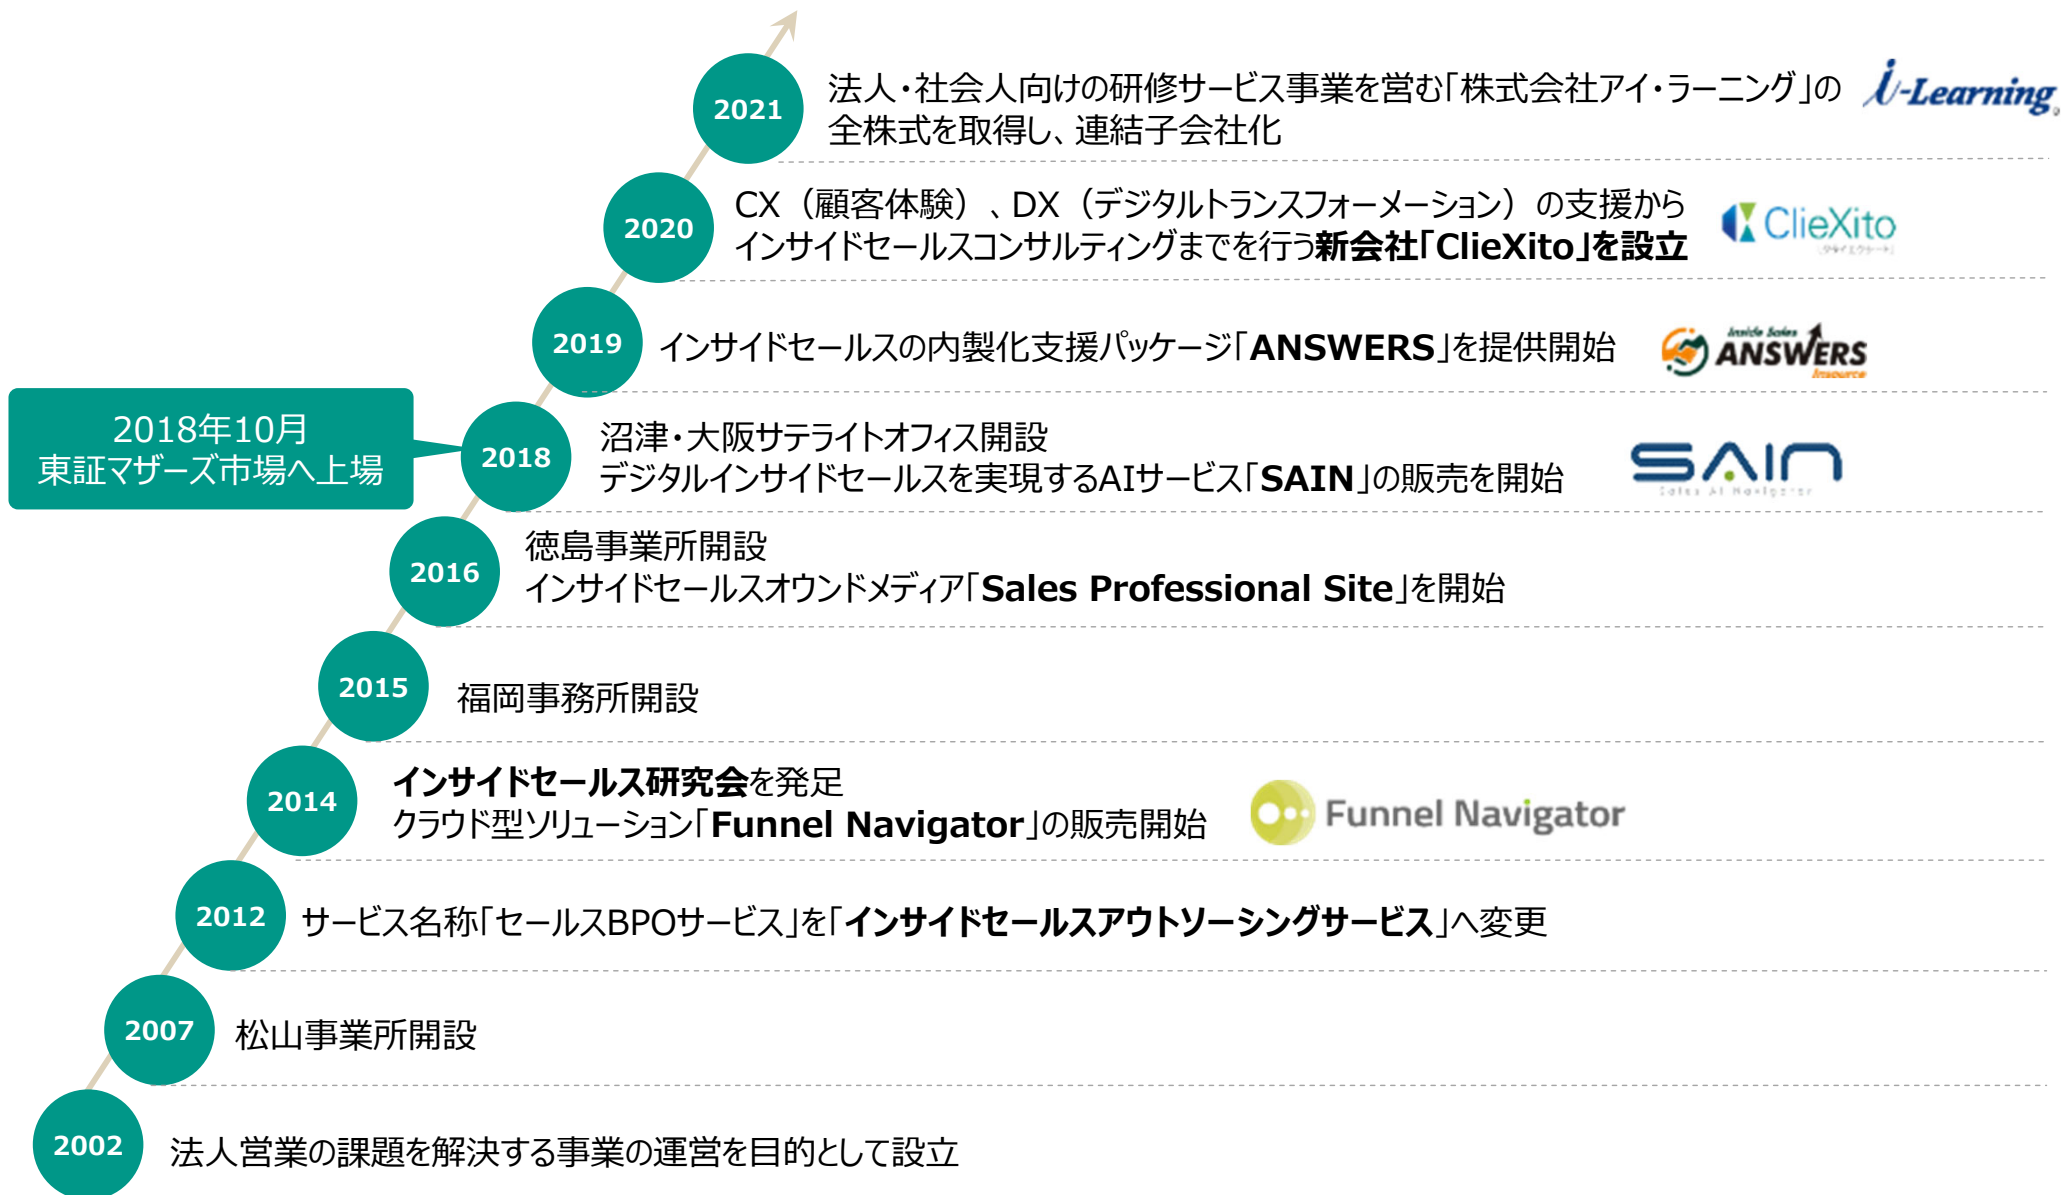 2021
法人・社会人向けの研修サービス事業を営む「株式会社アイ・ラーニング」の
全株式を取得し、連結子会社化
i-Learning
2020
CX（顧客体験）、DX（デジタルトランスフォーメーション）の支援から
インサイドセールスコンサルティングまでを行う新会社「ClieXito」を設立
ClieXito
2019
インサイドセールスの内製化支援パッケージ「ANSWERS」を提供開始
Inside Sales
ANSWERS
Insource
2018年10月
東証マザーズ市場へ上場
2018
沼津・大阪サテライトオフィス開設
デジタルインサイドセールスを実現するAIサービス「SAIN」の販売を開始
SAIN
Sales AI Navigator
2016
徳島事業所開設
インサイドセールスオウンドメディア「Sales Professional Site」を開始
2015
福岡事務所開設
2014
インサイドセールス研究会を発足
クラウド型ソリューション「Funnel Navigator」の販売開始
Funnel Navigator
2012
サービス名称「セールスBPOサービス」を「インサイドセールスアウトソーシングサービス」へ変更
2007
松山事業所開設
2002
法人営業の課題を解決する事業の運営を目的として設立